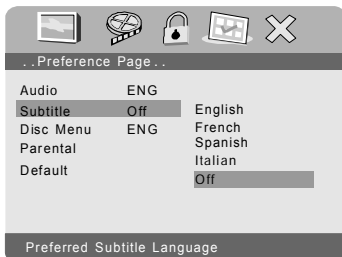 ..Preference Page..
Audio ENG
Subtitle Off
Disc Menu ENG
Parental
Default
English
French
Spanish
Italian
Off
Preferred Subtitle Language